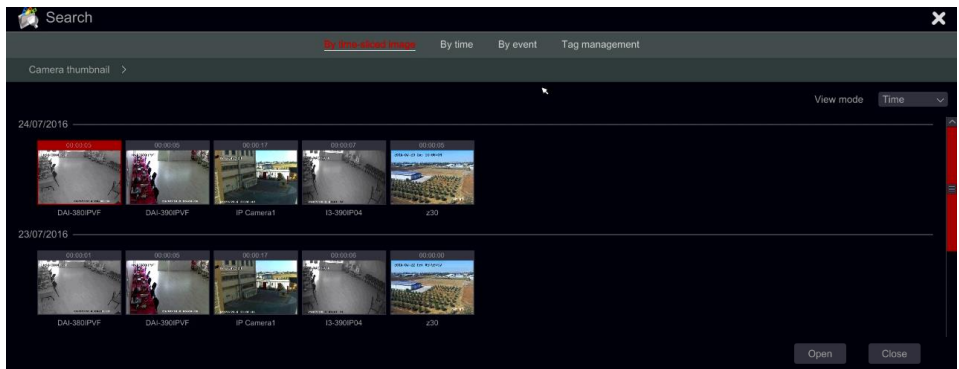 Search
By time-sliced image By time By event Tag management
Camera thumbnail >
View mode Time
24/07/2016
00:00:03 00:00:05 00:00:17 00:00:07 00:00:05
DAI-380IPVF DAI-390IPVF IP Camera1 I3-390IP04 z30
23/07/2016
00:00:01 00:00:05 00:00:17 00:00:06 00:00:00
DAI-380IPVF DAI-390IPVF IP Camera1 I3-390IP04 z30
Open Close